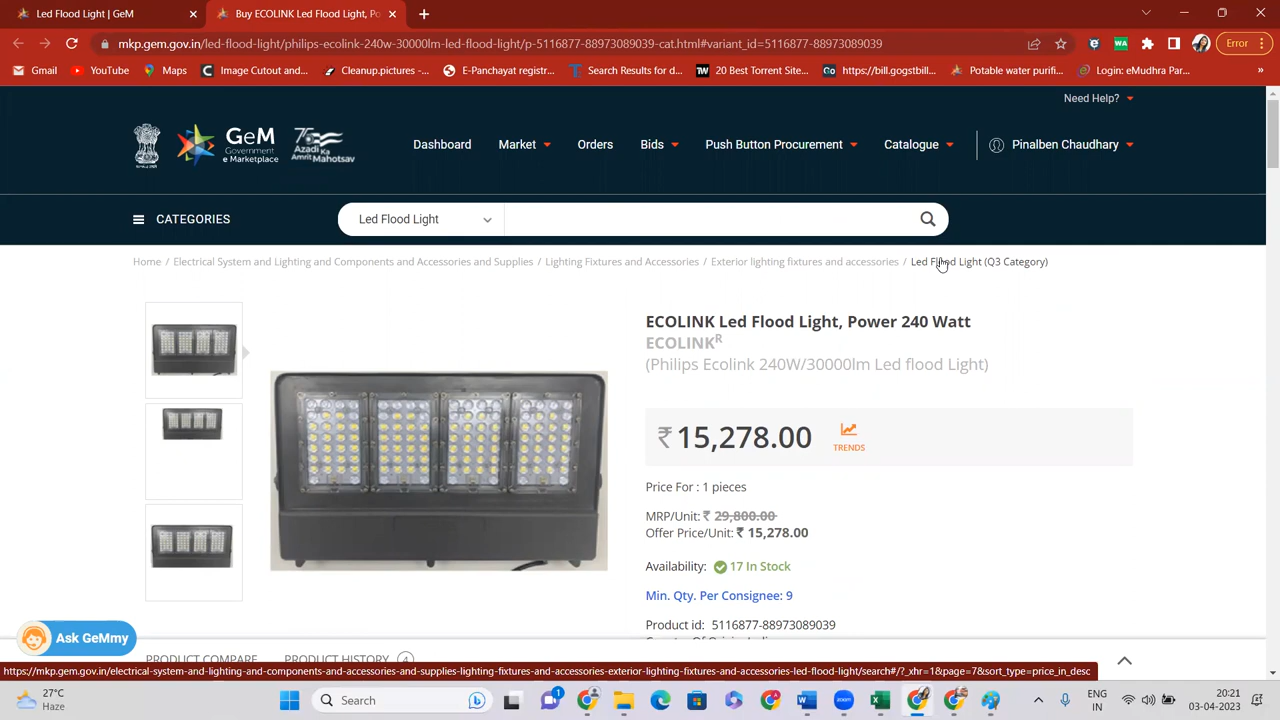 Led Flood Light | GeM
Buy ECOLINK Led Flood Light, Po
mkp.gem.gov.in/led-flood-light/philips-ecolink-240w-30000lm-led-flood-light/p-5116877-88973089039-cat.html#variant_id=5116877-88973089039
Error
Gmail
YouTube
Maps
Image Cutout and...
Cleanup.pictures -...
E-Panchayat registr...
Search Results for d...
20 Best Torrent Site...
https://bill.gogstbill...
Potable water purifi...
Login: eMudhra Par...
Need Help?
GeM
Government
e Marketplace
Azadi Ka
Amrit Mahotsav
Dashboard
Market
Orders
Bids
Push Button Procurement
Catalogue
Pinalben Chaudhary
CATEGORIES
Led Flood Light
Home / Electrical System and Lighting and Components and Accessories and Supplies / Lighting Fixtures and Accessories / Exterior lighting fixtures and accessories / Led Flood Light (Q3 Category)
ECOLINK Led Flood Light, Power 240 Watt
ECOLINKR
(Philips Ecolink 240W/30000lm Led flood Light)
₹ 15,278.00
TRENDS
Price For : 1 pieces
MRP/Unit: ₹ 29,800.00
Offer Price/Unit: ₹ 15,278.00
Availability: 17 In Stock
Min. Qty. Per Consignee: 9
Product id: 5116877-88973089039
Ask GeMmy
PRODUCT COMPARE
PRODUCT HISTORY 4
https://mkp.gem.gov.in/electrical-system-and-lighting-and-components-and-accessories-and-supplies-lighting-fixtures-and-accessories-exterior-lighting-fixtures-and-accessories-led-flood-light/search#/?_xhr=1&page=7&sort_type=price_in_desc
27°C
Haze
Search
1
ENG
IN
20:21
03-04-2023